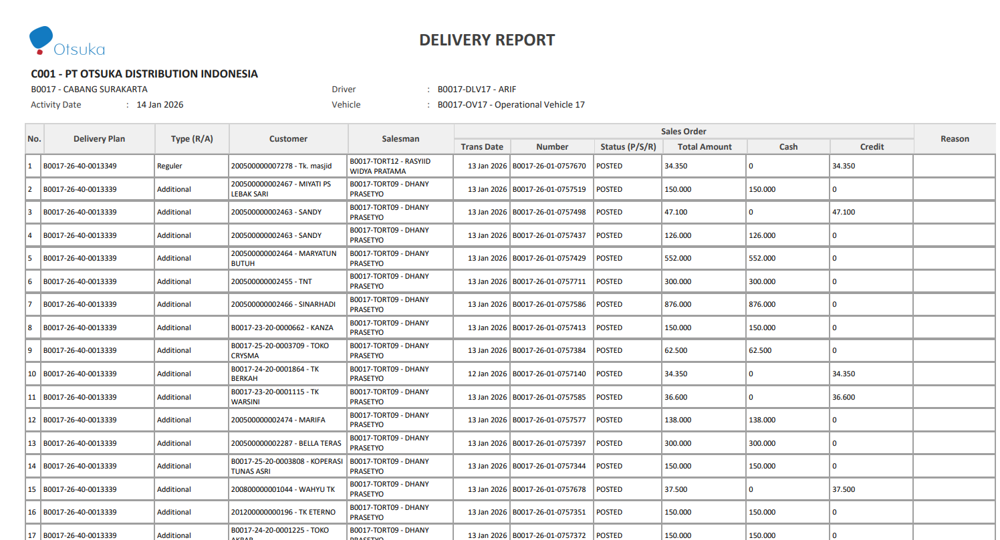 Otsuka
DELIVERY REPORT
C001 - PT OTSUKA DISTRIBUTION INDONESIA
B0017 - CABANG SURAKARTA Driver : B0017-DLV17 - ARIF
Activity Date : 14 Jan 2026 Vehicle : B0017-OV17 - Operational Vehicle 17
No. Delivery Plan Type (R/A) Customer Salesman Sales Order Reason
Trans Date Number Status (P/S/R) Total Amount Cash Credit
1 B0017-26-40-0013349 Reguler 200500000007278 - Tk. masjid B0017-TORT12 - RASYIID WIDYA PRATAMA 13 Jan 2026 B0017-26-01-0757670 POSTED 34.350 0 34.350
2 B0017-26-40-0013339 Additional 200500000002467 - MIYATI PS LEBAK SARI B0017-TORT09 - DHANY PRASETYO 13 Jan 2026 B0017-26-01-0757519 POSTED 150.000 150.000 0
3 B0017-26-40-0013339 Additional 200500000002463 - SANDY B0017-TORT09 - DHANY PRASETYO 13 Jan 2026 B0017-26-01-0757498 POSTED 47.100 0 47.100
4 B0017-26-40-0013339 Additional 200500000002463 - SANDY B0017-TORT09 - DHANY PRASETYO 13 Jan 2026 B0017-26-01-0757437 POSTED 126.000 126.000 0
5 B0017-26-40-0013339 Additional 200500000002464 - MARYATUN BUTUH B0017-TORT09 - DHANY PRASETYO 13 Jan 2026 B0017-26-01-0757429 POSTED 552.000 552.000 0
6 B0017-26-40-0013339 Additional 200500000002455 - TNT B0017-TORT09 - DHANY PRASETYO 13 Jan 2026 B0017-26-01-0757711 POSTED 300.000 300.000 0
7 B0017-26-40-0013339 Additional 200500000002466 - SINARHADI B0017-TORT09 - DHANY PRASETYO 13 Jan 2026 B0017-26-01-0757586 POSTED 876.000 876.000 0
8 B0017-26-40-0013339 Additional B0017-23-20-0000662 - KANZA B0017-TORT09 - DHANY PRASETYO 13 Jan 2026 B0017-26-01-0757413 POSTED 150.000 150.000 0
9 B0017-26-40-0013339 Additional B0017-25-20-0003709 - TOKO CRYSMA B0017-TORT09 - DHANY PRASETYO 13 Jan 2026 B0017-26-01-0757384 POSTED 62.500 62.500 0
10 B0017-26-40-0013339 Additional B0017-24-20-0001864 - TK BERKAH B0017-TORT09 - DHANY PRASETYO 12 Jan 2026 B0017-26-01-0757140 POSTED 34.350 0 34.350
11 B0017-26-40-0013339 Additional B0017-23-20-0001115 - TK WARSINI B0017-TORT09 - DHANY PRASETYO 13 Jan 2026 B0017-26-01-0757585 POSTED 36.600 0 36.600
12 B0017-26-40-0013339 Additional 200500000002474 - MARIFA B0017-TORT09 - DHANY PRASETYO 13 Jan 2026 B0017-26-01-0757577 POSTED 138.000 138.000 0
13 B0017-26-40-0013339 Additional 200500000002287 - BELLA TERAS B0017-TORT09 - DHANY PRASETYO 13 Jan 2026 B0017-26-01-0757397 POSTED 300.000 300.000 0
14 B0017-26-40-0013339 Additional B0017-25-20-0003808 - KOPERASI TUNAS ASRI B0017-TORT09 - DHANY PRASETYO 13 Jan 2026 B0017-26-01-0757344 POSTED 150.000 150.000 0
15 B0017-26-40-0013339 Additional 200800000001044 - WAHYU TK B0017-TORT09 - DHANY PRASETYO 13 Jan 2026 B0017-26-01-0757678 POSTED 37.500 0 37.500
16 B0017-26-40-0013339 Additional 201200000000196 - TK ETERNO B0017-TORT09 - DHANY PRASETYO 13 Jan 2026 B0017-26-01-0757351 POSTED 150.000 150.000 0
17 B0017-26-40-0013339 Additional B0017-24-20-0001225 - TOKO AKBAR B0017-TORT09 - DHANY PRASETYO 13 Jan 2026 B0017-26-01-0757372 POSTED 150.000 150.000 0